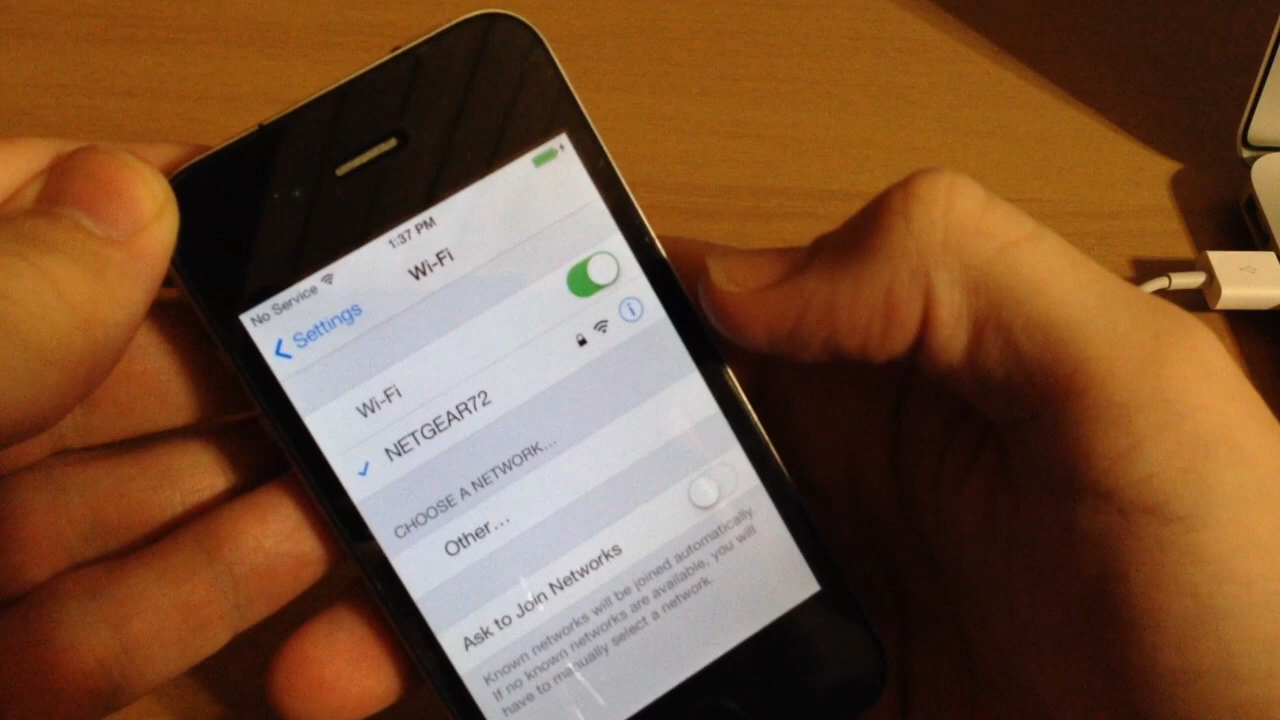 No Service
1:37 PM
Settings
Wi-Fi
Wi-Fi
NETGEAR72
CHOOSE A NETWORK...
Other...
Ask to Join Networks
Known networks will be joined automatically.
If no known networks are available, you will
have to manually select a network.